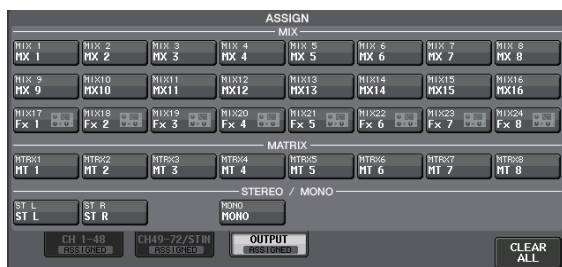 ASSIGN
MIX
MIX 1 MIX 2 MIX 3 MIX 4 MIX 5 MIX 6 MIX 7 MIX 8
MX 1 MX 2 MX 3 MX 4 MX 5 MX 6 MX 7 MX 8
MIX 9 MIX10 MIX11 MIX12 MIX13 MIX14 MIX15 MIX16
MX 9 MX10 MX11 MX12 MX13 MX14 MX15 MX16
MIX17 MIX18 MIX19 MIX20 MIX21 MIX22 MIX23 MIX24
Fx 1 Fx 2 Fx 3 Fx 4 Fx 5 Fx 6 Fx 7 Fx 8
MATRIX
MTRX1 MTRX2 MTRX3 MTRX4 MTRX5 MTRX6 MTRX7 MTRX8
MT 1 MT 2 MT 3 MT 4 MT 5 MT 6 MT 7 MT 8
STEREO / MONO
ST L ST R MONO
ST L ST R MONO
CH 1-48 CH49-72/STIN OUTPUT
ASSIGNED ASSIGNED ASSIGNED
CLEAR
ALL